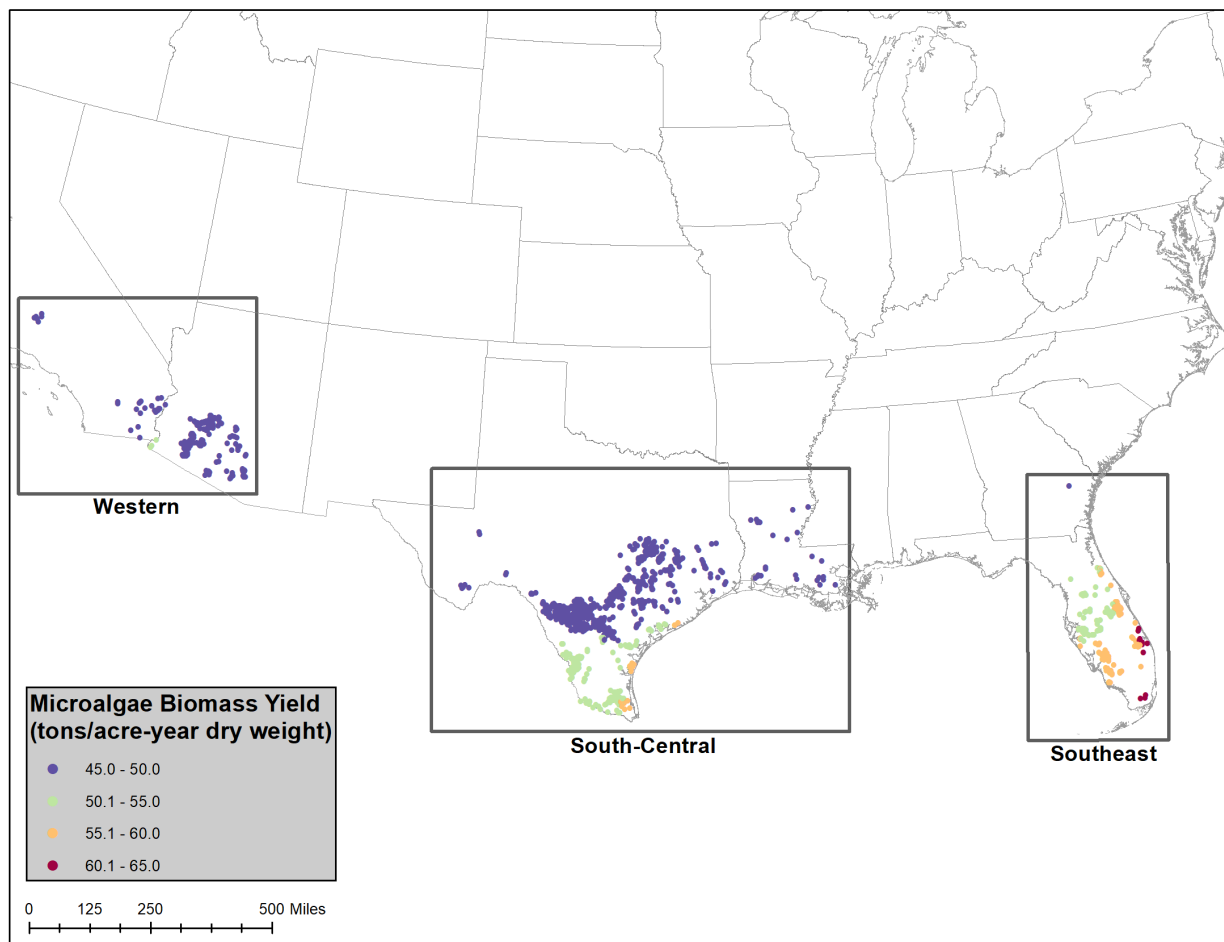 Western
South-Central
Southeast
Microalgae Biomass Yield
(tons/acre-year dry weight)
45.0 - 50.0
50.1 - 55.0
55.1 - 60.0
60.1 - 65.0
0 125 250 500 Miles